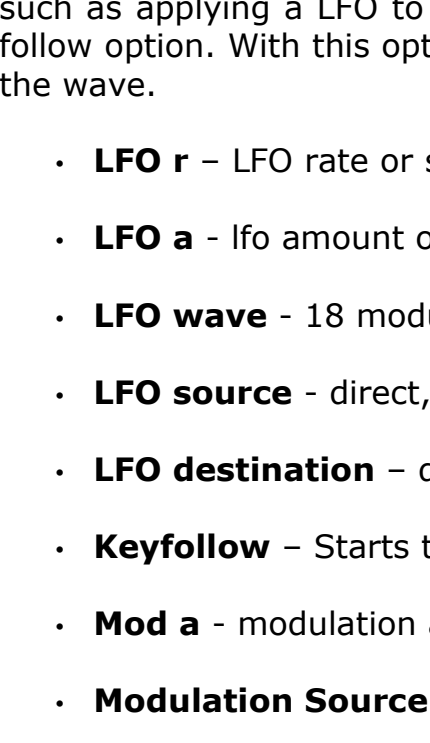 such as applying a LFO to
follow option. With this opt
the wave.
· LFO r – LFO rate or s
· LFO a - lfo amount o
· LFO wave - 18 modu
· LFO source - direct,
· LFO destination –
· Keyfollow – Starts t
· Mod a - modulation
· Modulation Source